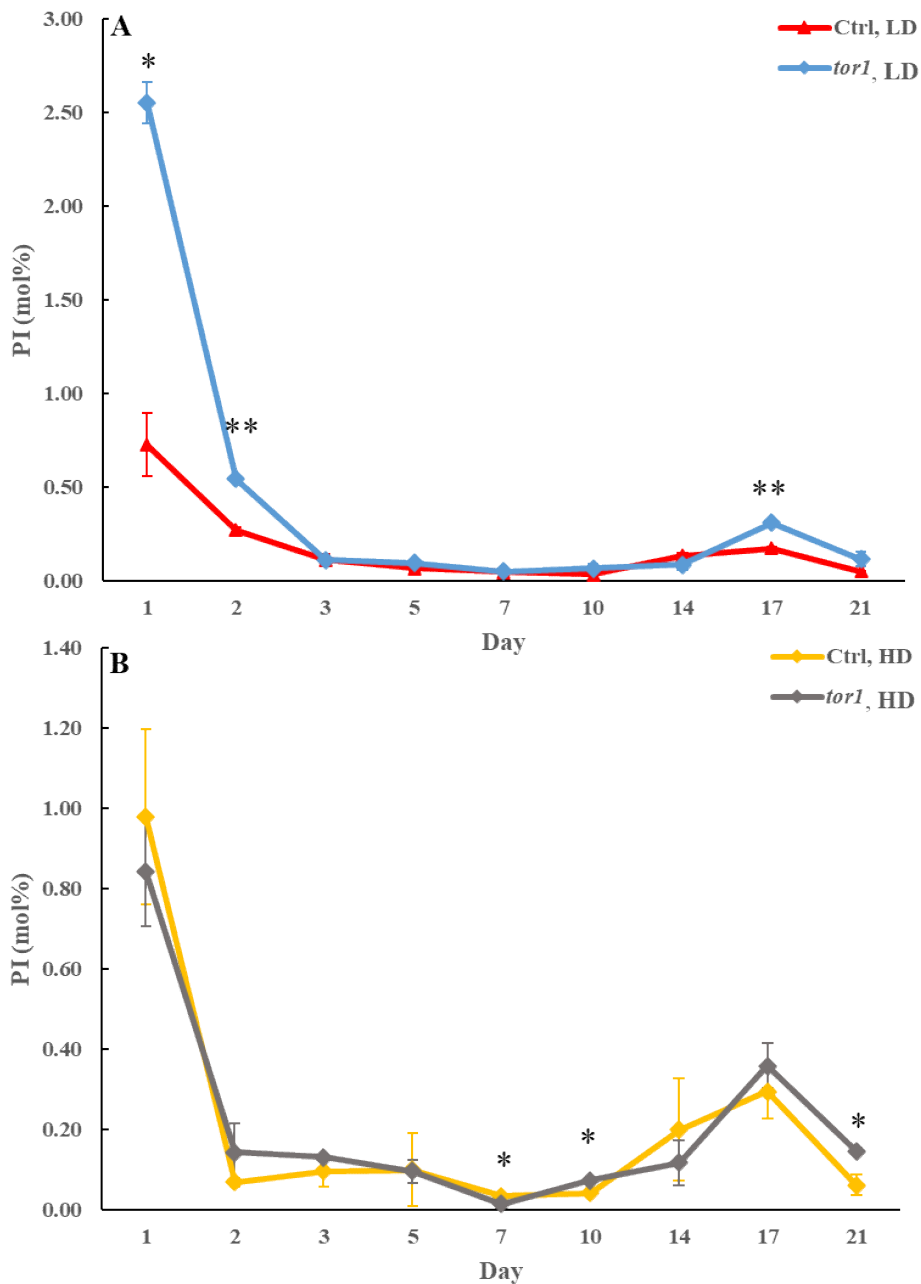 A
Ctrl, LD
tor1, LD
3.00
2.50
2.00
1.50
1.00
0.50
0.00
PI (mol%)
*
**
**
1 2 3 5 7 10 14 17 21
Day
B
Ctrl, HD
tor1, HD
1.40
1.20
1.00
0.80
0.60
0.40
0.20
0.00
PI (mol%)
*
*
*
1 2 3 5 7 10 14 17 21
Day